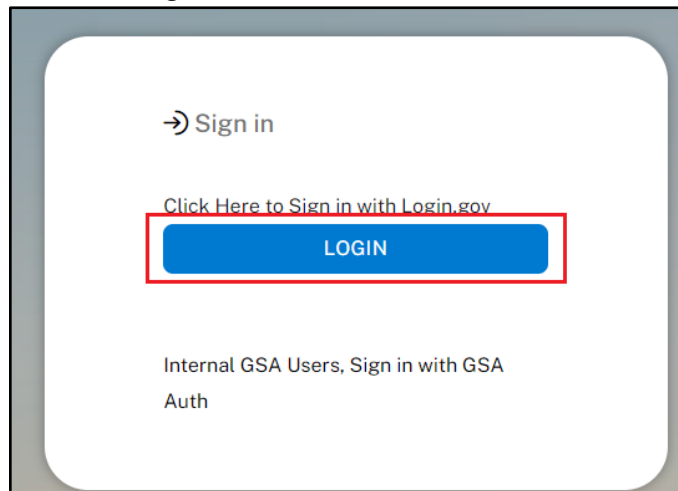 Sign in
Click Here to Sign in with Login.gov
LOGIN
Internal GSA Users, Sign in with GSA
Auth